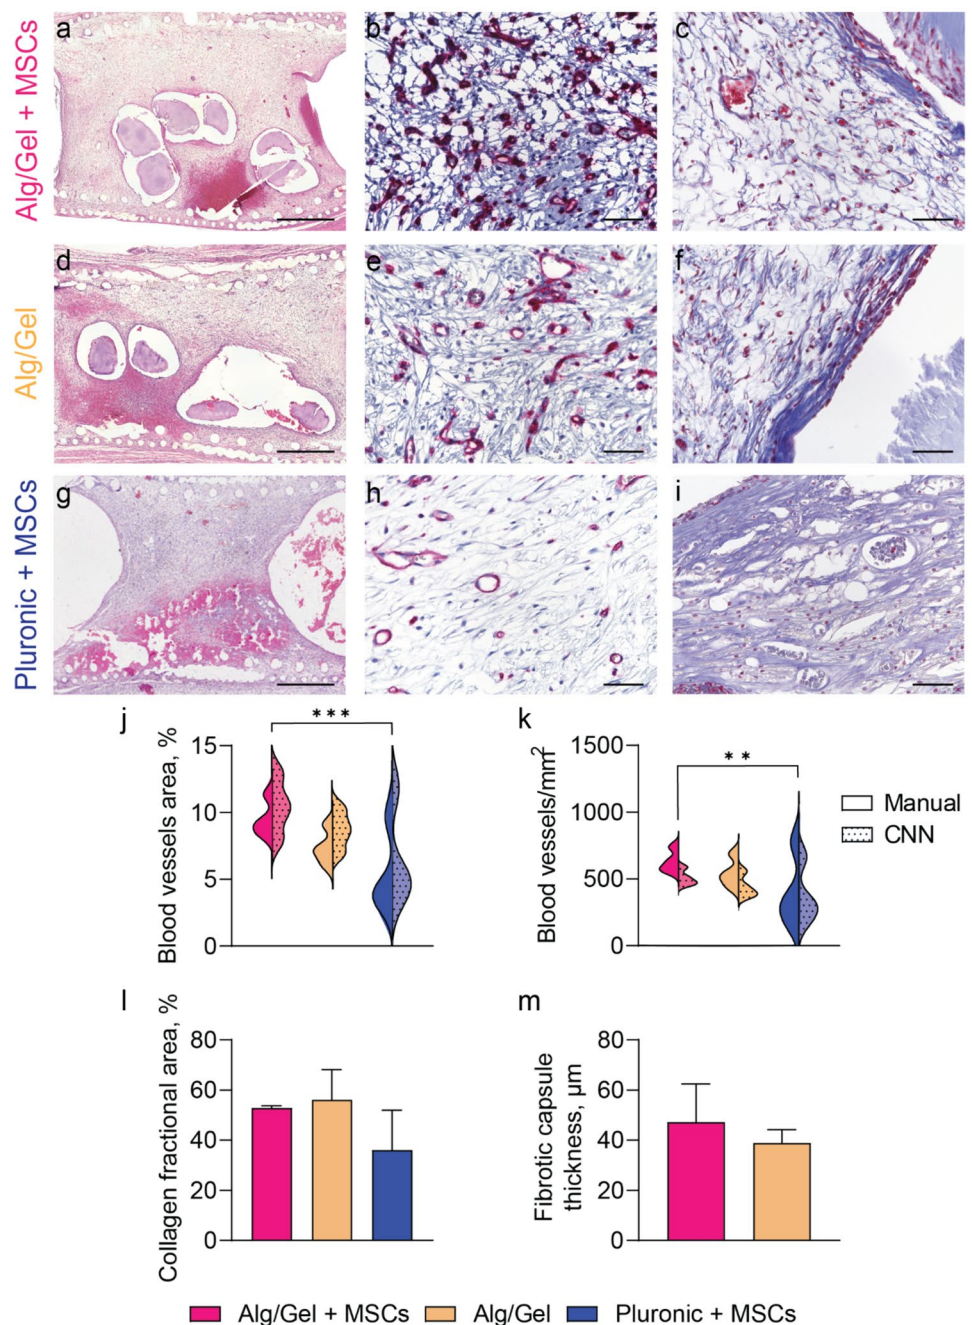 Alg/Gel + MSCs
a
b
c
Alg/Gel
d
e
f
Pluronic + MSCs
g
h
i
j
***
Blood vessels area, %
15
10
5
0
k
**
Blood vessels/mm²
1500
1000
500
0
Manual
CNN
l
Collagen fractional area, %
80
60
40
20
0
m
Fibrotic capsule
thickness, µm
80
60
40
20
0
Alg/Gel + MSCs Alg/Gel Pluronic + MSCs